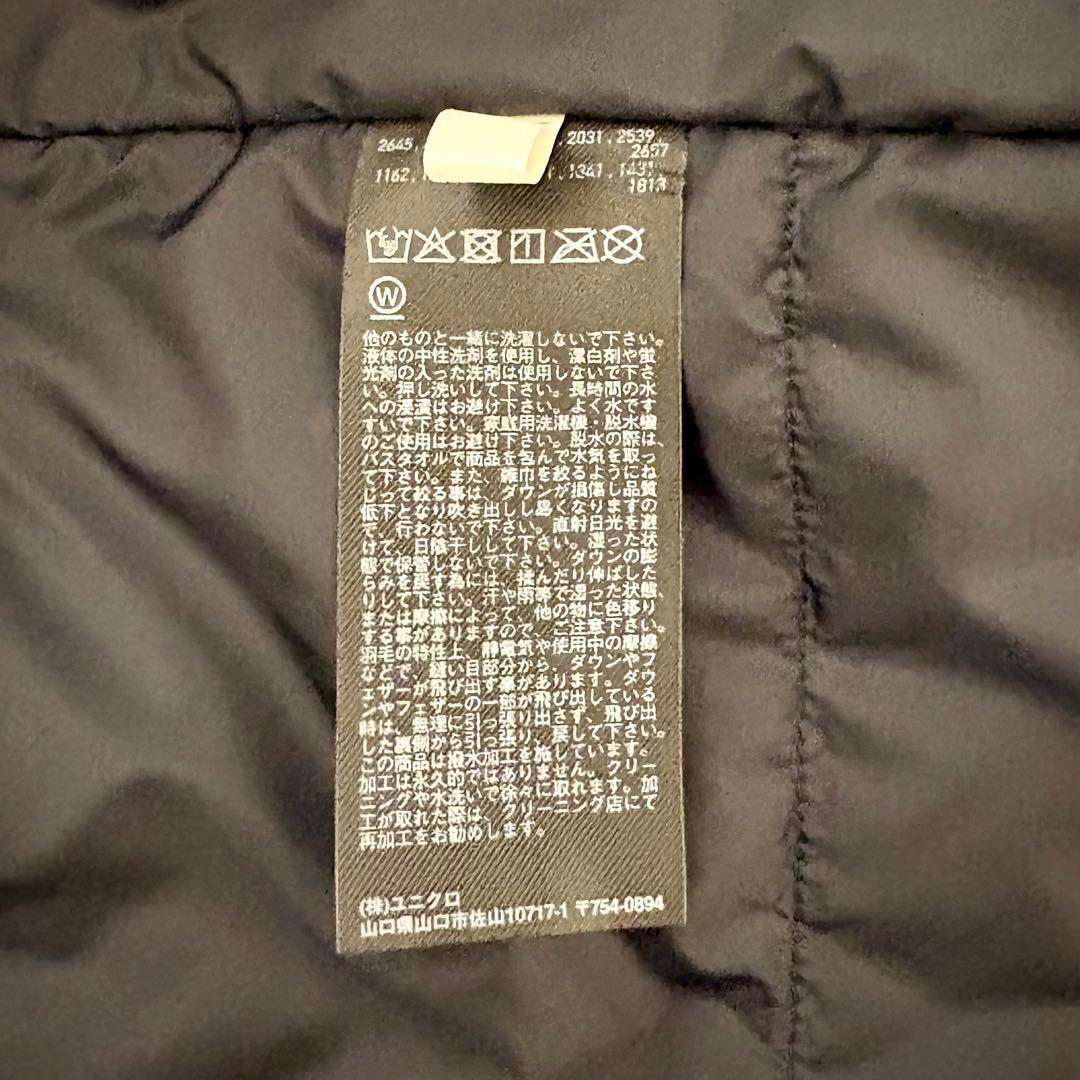 2645, ,2031,2539,
2657
1162, ,1341,1431,
1813
W
他のものと一緒に洗濯しないで下さい。
液体の中性洗剤を使用し、漂白剤や蛍
光剤の入った洗剤は使用しないで下さ
い。押し洗いして下さい。長時間の水
への浸漬はお避け下さい。よく水です
すいで下さい。家庭用洗濯機・脱水機
のご使用はお避け下さい。脱水の際は、
バスタオルで商品を包んで水気を取っ
て下さい。また、雑巾を絞るようにね
じって絞る事は、ダウンが損傷し品質
低下となり吹き出しし易くなりますの
で、行わないで下さい。直射日光を避
けて、日陰干しして下さい。湿った状
態で保管しないで下さい。ダウンの膨
らみを戻す為には、揉んだり伸ばした
りして下さい。汗や雨等で湿った状態、
または摩擦によって、他の物に色移り
する事がありますので、ご注意下さい。
羽毛の特性上、静電気や使用中の摩擦
などで、縫い目部分から、ダウンやフ
ェザーが飛び出す事があります。ダウ
ンやフェザーの一部が飛び出している
時は、無理に引っ張り出さず、飛び出
した裏側から引っ張り、戻して下さい。
この商品は撥水加工を施しています。加
工は永久的ではありません。クリー
ニングや水洗いで徐々に取れます。加
工が取れた際は、クリーニング店にて
再加工をお勧めします。
(株)ユニクロ
山口県山口市佐山10717-1 〒754-0894